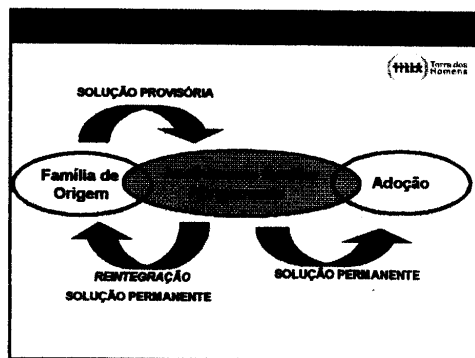 Terra dos
Homens
SOLUÇÃO PROVISÓRIA
Família de
Origem
Adoção
REINTEGRAÇÃO
SOLUÇÃO PERMANENTE
SOLUÇÃO PERMANENTE